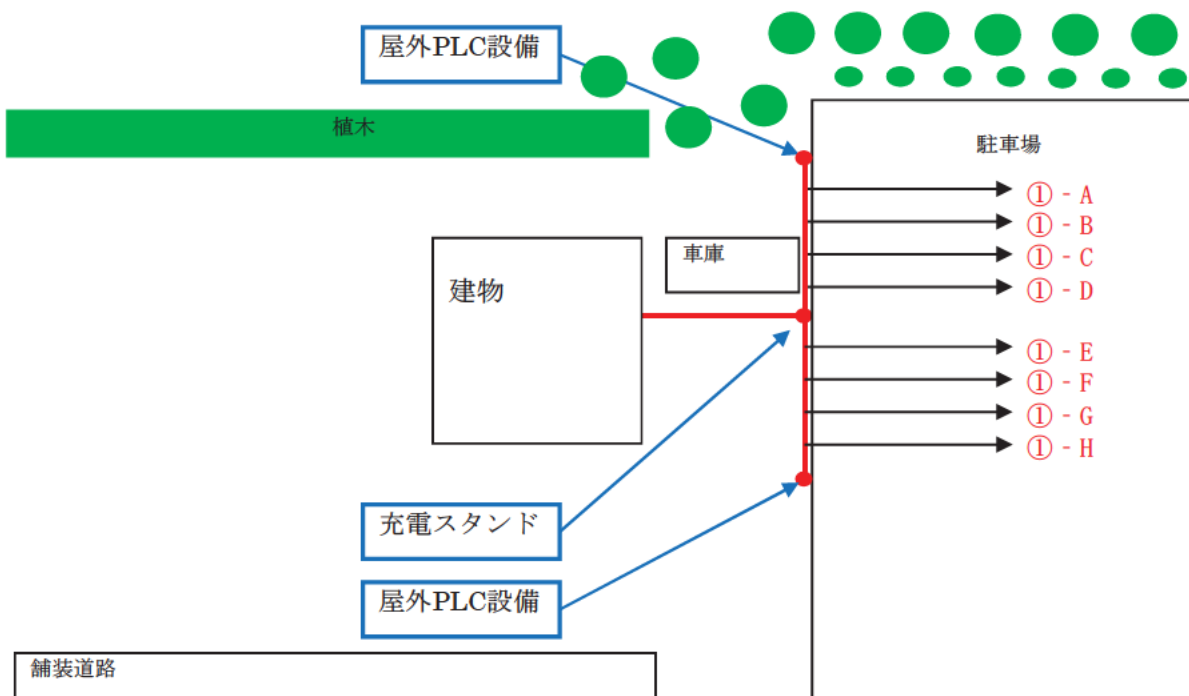 屋外PLC設備
植木
駐車場
① - A
① - B
① - C
① - D
車庫
建物
① - E
① - F
① - G
① - H
充電スタンド
屋外PLC設備
舗装道路